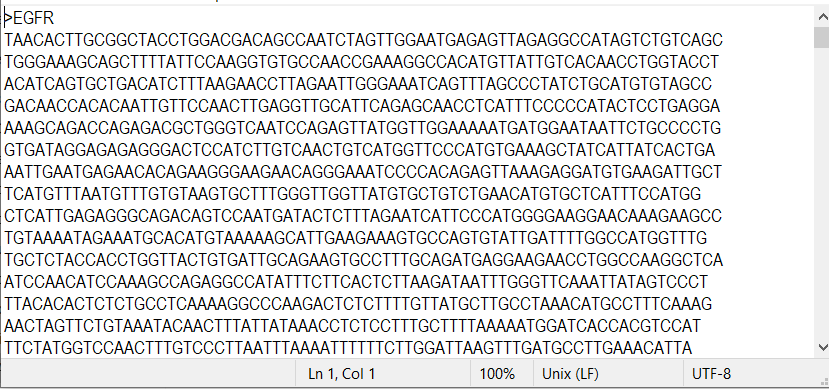 >EGFR
TAACACTTGCGGCTACCTGGACGACAGCCAATCTAGTTGGAATGAGAGTTAGAGGCCATAGTCTGTCAGC
TGGGAAAGCAGCTTTTATTCCAAGGTGTGCCAACCGAAAGGCCACATGTTATTGTCACAACCTGGTACCT
ACATCAGTGCTGACATCTTTAAGAACCTTAGAATTGGGAAATCAGTTTAGCCCTATCTGCATGTGTAGCC
GACAACCACACAATTGTTCCAACTTGAGGTTGCATTCAGAGCAACCTCATTTCCCCCATACTCCTGAGGA
AAAGCAGACCAGAGACGCTGGGTCAATCCAGAGTTATGGTTGGAAAAATGATGGAATAATTCTGCCCCTG
GTGATAGGAGAGAGGGACTCCATCTTGTCAACTGTCATGGTTCCCATGTGAAAGCTATCATTATCACTGA
AATTGAATGAGAACACAGAAGGGAAGAACAGGGAAATCCCCACAGAGTTAAAGAGGATGTGAAGATTGCT
TCATGTTTAATGTTTGTGTAAGTGCTTTGGGTTGGTTATGTGCTGTCTGAACATGTGCTCATTTCCATGG
CTCATTGAGAGGGCAGACAGTCCAATGATACTCTTTAGAATCATTCCCATGGGGAAGGAACAAAGAAGCC
TGTAAAATAGAAATGCACATGTAAAAAGCATTGAAGAAAGTGCCAGTGTATTGATTTTGGCCATGGTTTG
TGCTCTACCACCTGGTTACTGTGATTGCAGAAGTGCCTTTGCAGATGAGGAAGAACCTGGCCAAGGCTCA
ATCCAACATCCAAAGCCAGAGGCCATATTTCTTCACTCTTAAGATAATTTGGGTTCAAATTATAGTCCCT
TTACACACTCTCTGCCTCAAAAGGCCCAAGACTCTCTTTTGTTATGCTTGCCTAAACATGCCTTTCAAAG
AACTAGTTCTGTAAATACAACTTTATTATAAACCTCTCCTTTGCTTTTAAAAATGGATCACCACGTCCAT
TTCTATGGTCCAACTTTGTCCCTTAATTTAAAATTTTTTCTTGGATTAAGTTTGATGCCTTGAAACATTA
Ln 1, Col 1 100% Unix (LF) UTF-8